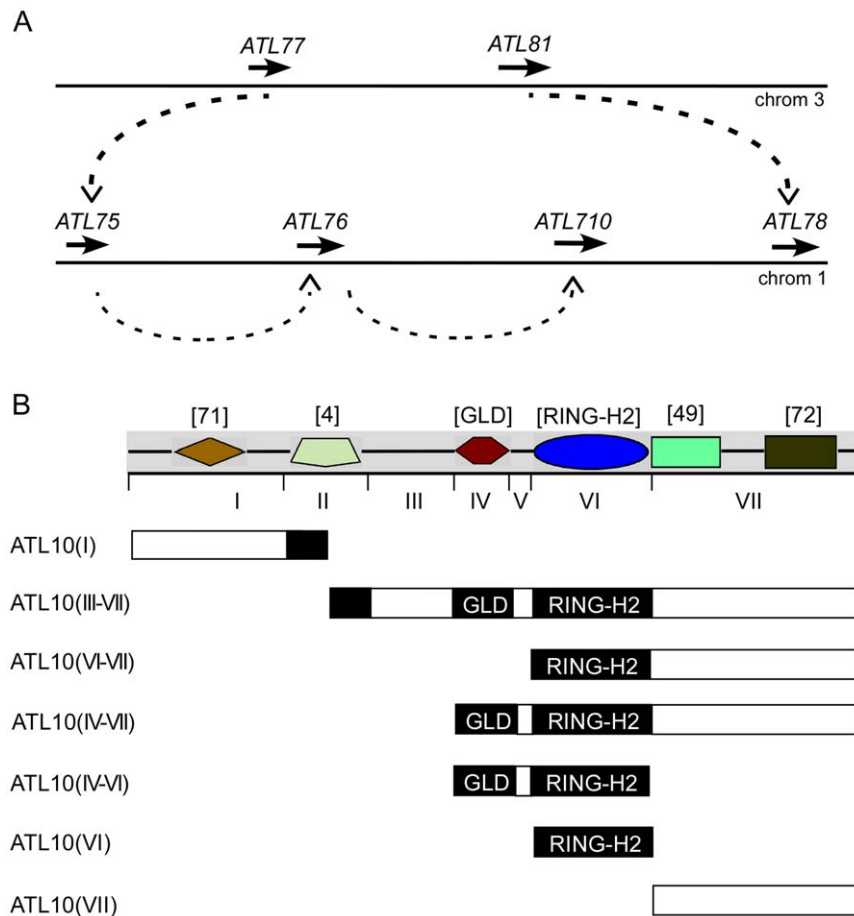 A
ATL77 ATL81
chrom 3
ATL75 ATL76 ATL710 ATL78
chrom 1
B
[71] [4] [GLD] [RING-H2] [49] [72]
I II III IV V VI VII
ATL10(I)
ATL10(III-VII) GLD RING-H2
ATL10(VI-VII) RING-H2
ATL10(IV-VII) GLD RING-H2
ATL10(IV-VI) GLD RING-H2
ATL10(VI) RING-H2
ATL10(VII)